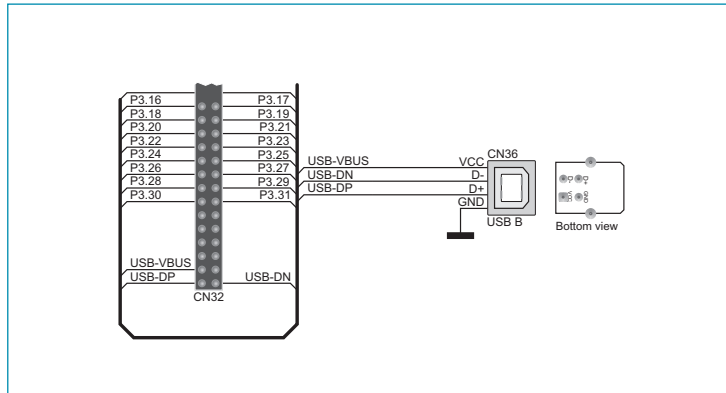 P3.16 P3.17
P3.18 P3.19
P3.20 P3.21
P3.22 P3.23
P3.24 P3.25
P3.26 P3.27
P3.28 P3.29
P3.30 P3.31
USB-VBUS
USB-DP USB-DN
CN32
USB-VBUS VCC
USB-DN D-
USB-DP D+
GND
CN36
USB B
D- D+
VCC GND
Bottom view